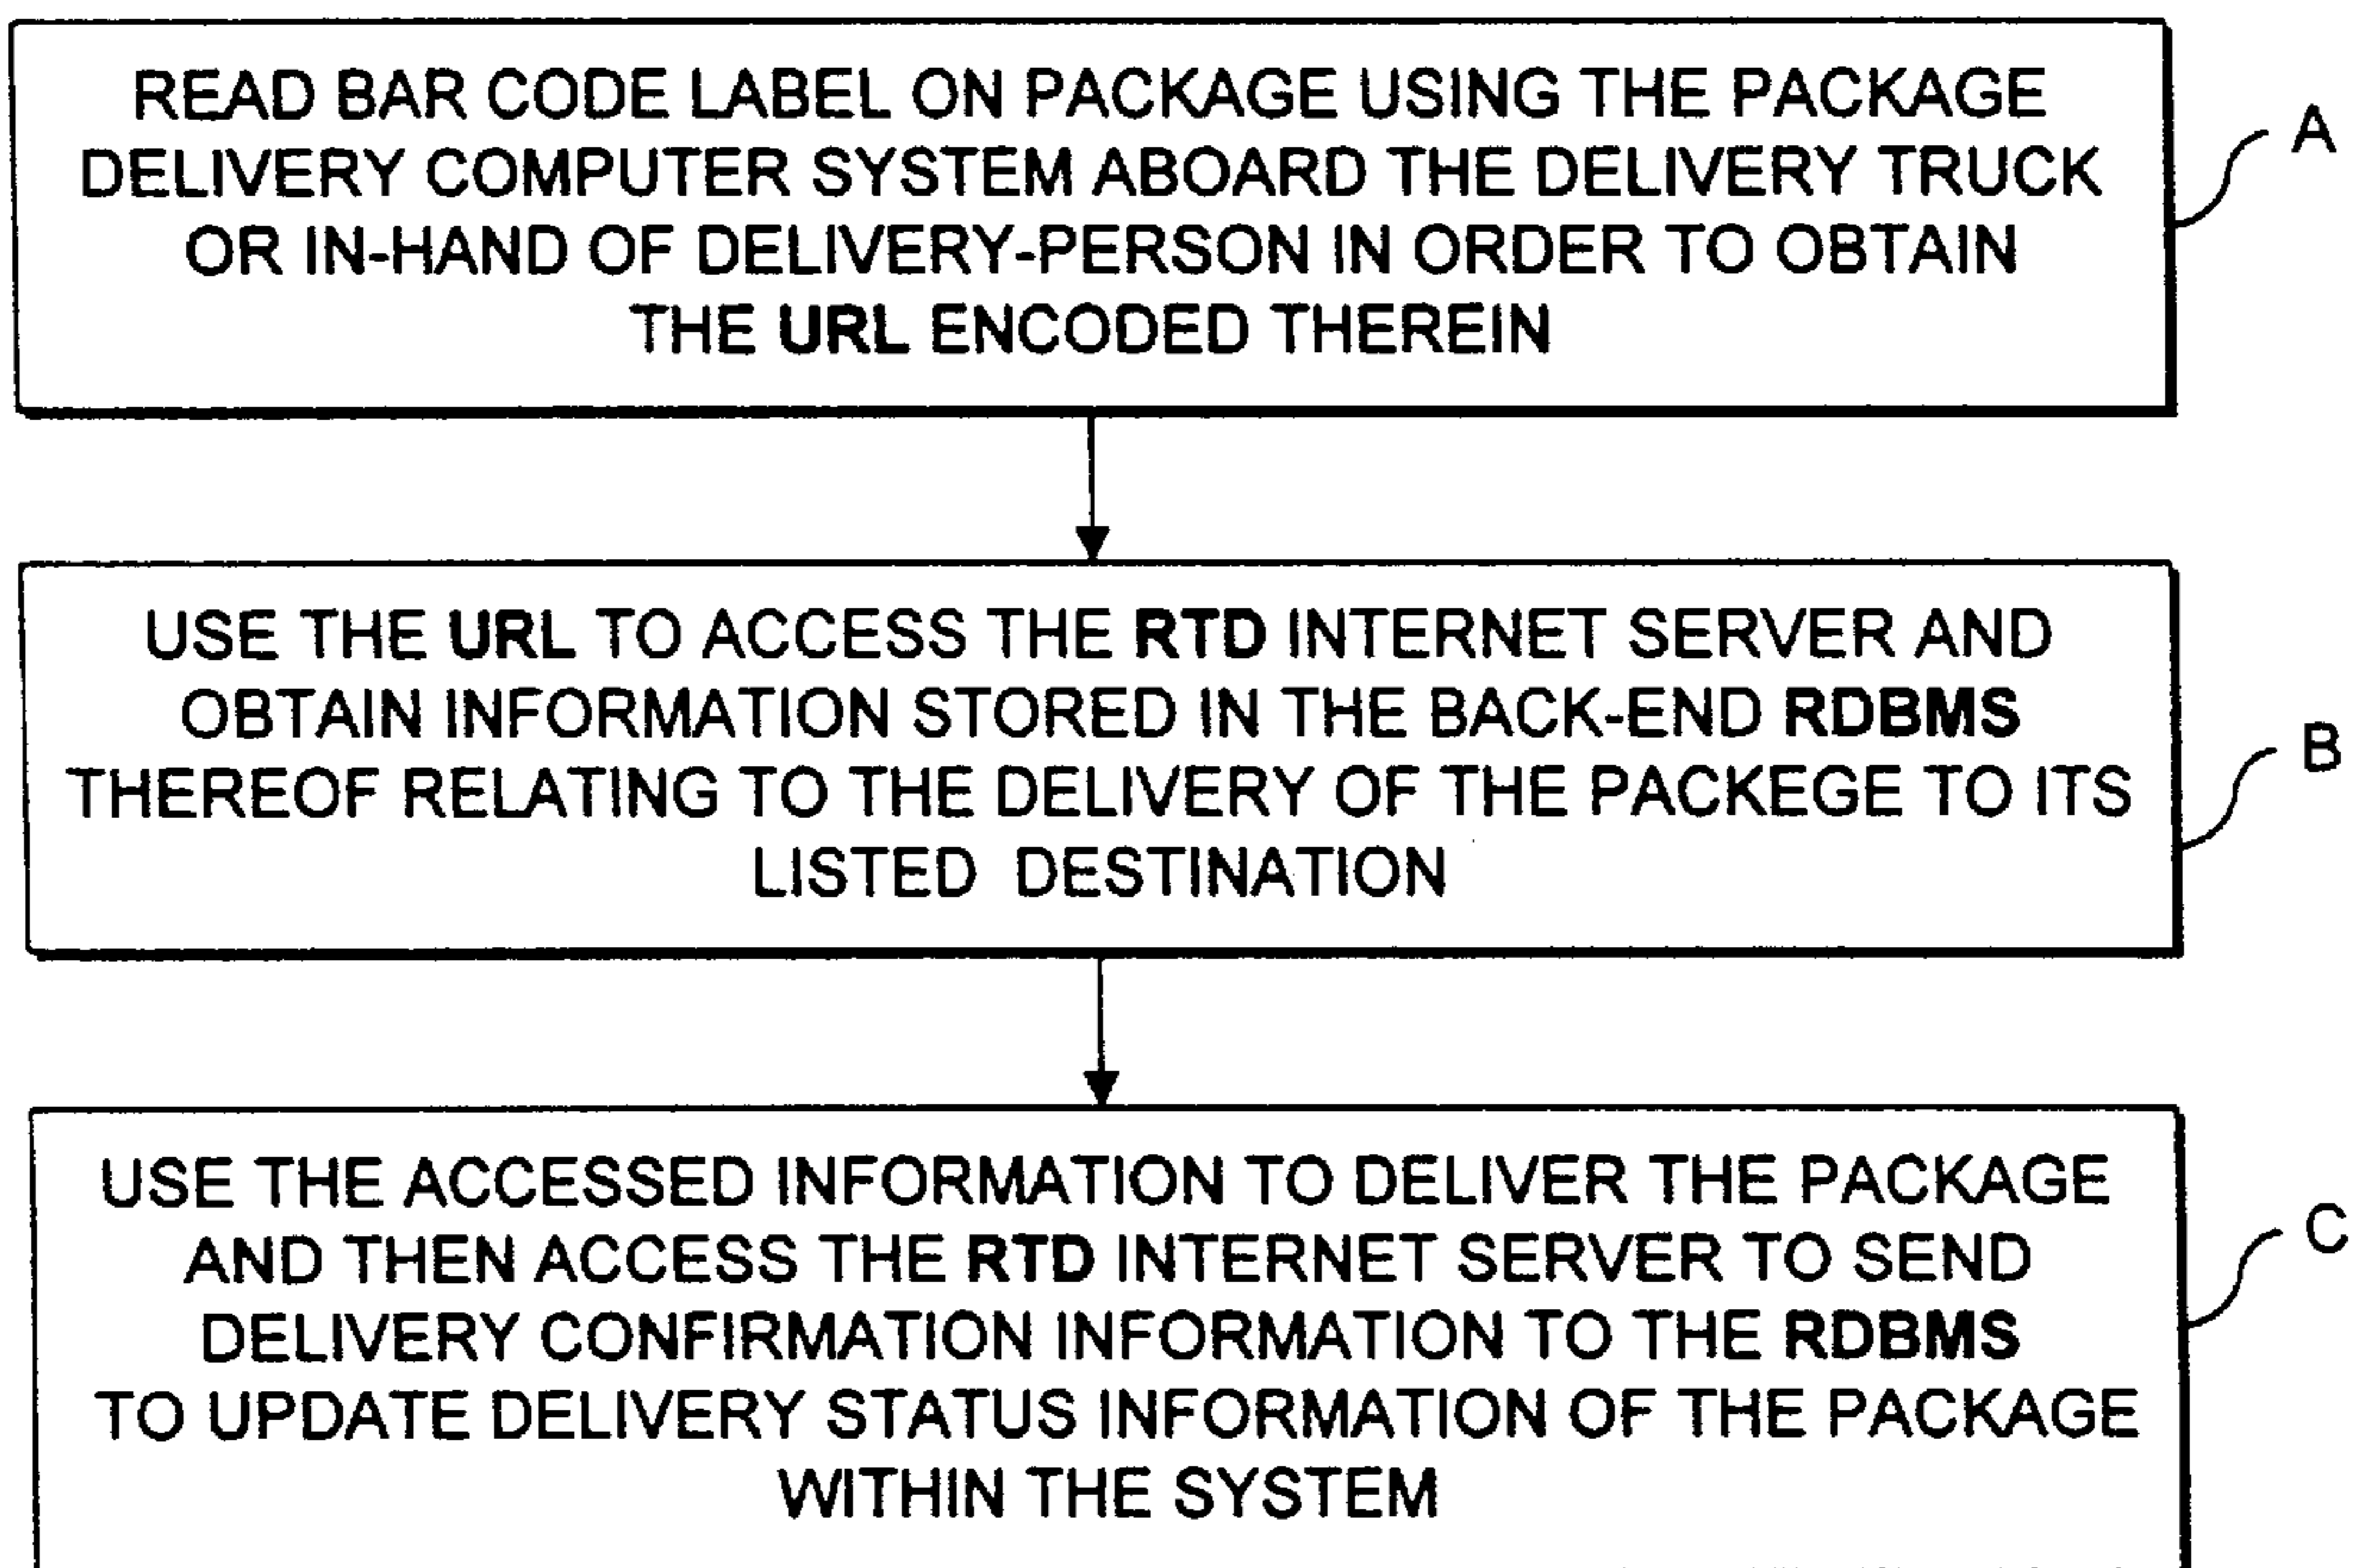 READ BAR CODE LABEL ON PACKAGE USING THE PACKAGE
DELIVERY COMPUTER SYSTEM ABOARD THE DELIVERY TRUCK
OR IN-HAND OF DELIVERY-PERSON IN ORDER TO OBTAIN
THE URL ENCODED THEREIN
A
USE THE URL TO ACCESS THE RTD INTERNET SERVER AND
OBTAIN INFORMATION STORED IN THE BACK-END RDBMS
THEREOF RELATING TO THE DELIVERY OF THE PACKEGE TO ITS
LISTED DESTINATION
B
USE THE ACCESSED INFORMATION TO DELIVER THE PACKAGE
AND THEN ACCESS THE RTD INTERNET SERVER TO SEND
DELIVERY CONFIRMATION INFORMATION TO THE RDBMS
TO UPDATE DELIVERY STATUS INFORMATION OF THE PACKAGE
WITHIN THE SYSTEM
C